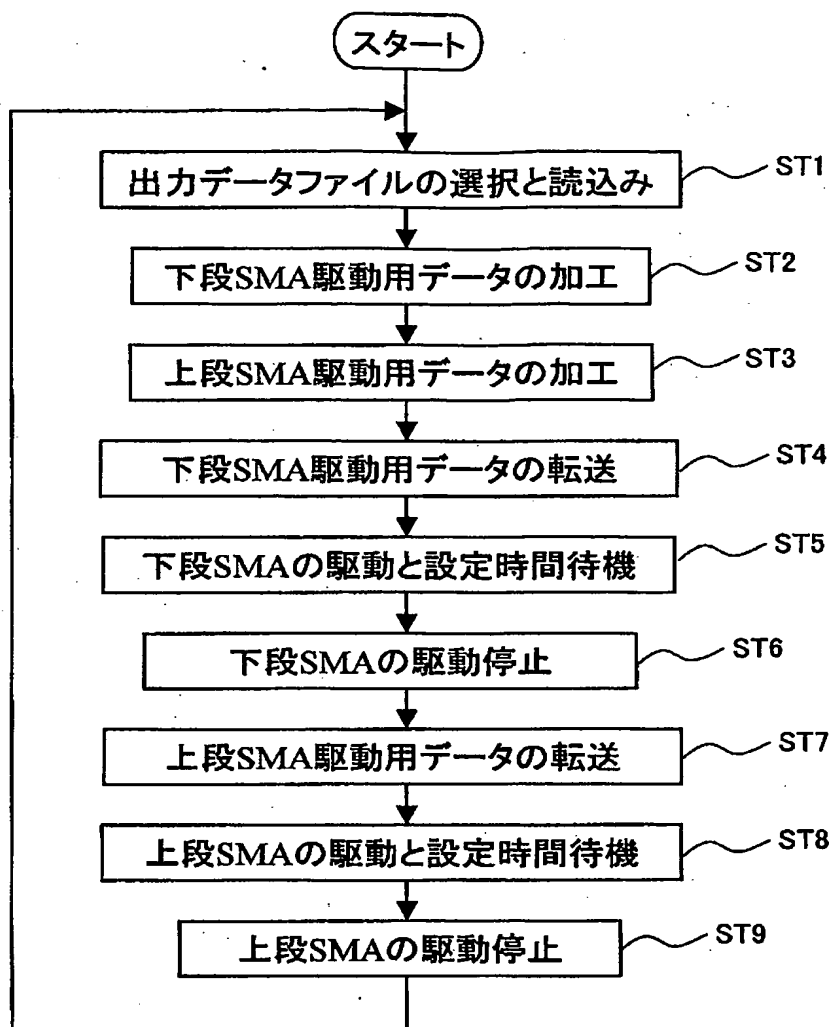 スタート
出力データファイルの選択と読込み ST1
下段SMA駆動用データの加工 ST2
上段SMA駆動用データの加工 ST3
下段SMA駆動用データの転送 ST4
下段SMAの駆動と設定時間待機 ST5
下段SMAの駆動停止 ST6
上段SMA駆動用データの転送 ST7
上段SMAの駆動と設定時間待機 ST8
上段SMAの駆動停止 ST9